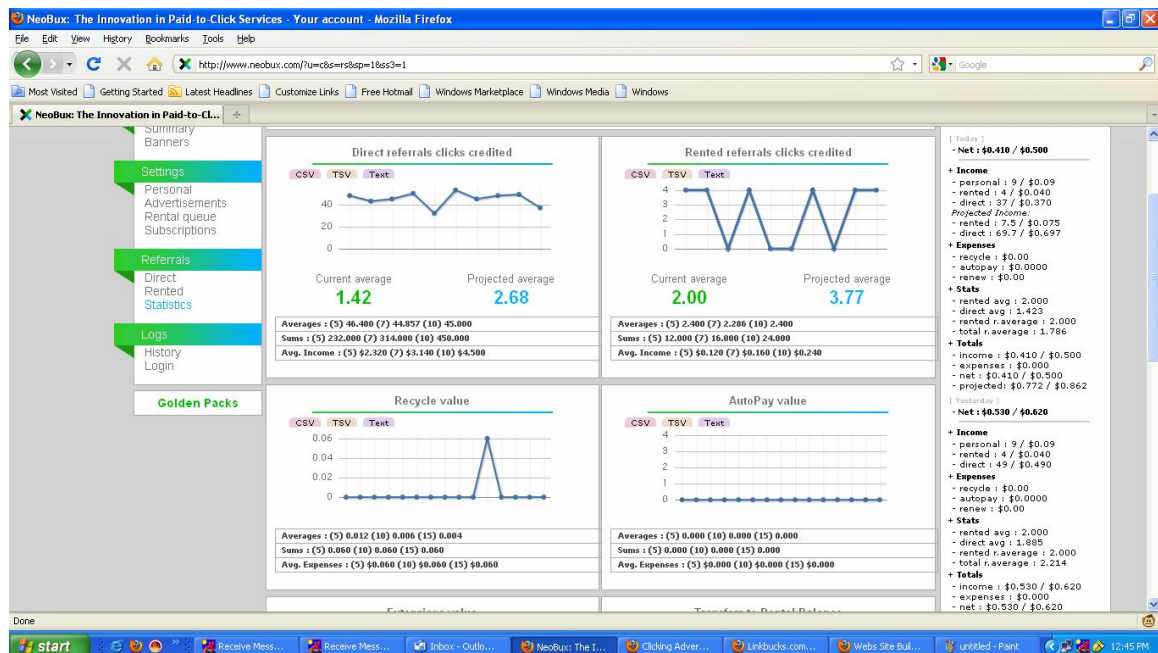 NeoBux: The Innovation in Paid-to-Click Services - Your account - Mozilla Firefox
File Edit View History Bookmarks Tools Help
http://www.neobux.com/?u=c&s=rs&sp=1&ss3=1
Google
Most Visited Getting Started Latest Headlines Customize Links Free Hotmail Windows Marketplace Windows Media Windows
NeoBux: The Innovation in Paid-to-Cl...
Summary
Banners
Settings
Personal
Advertisements
Rental queue
Subscriptions
Referrals
Direct
Rented
Statistics
Logs
History
Login
Golden Packs
Direct referrals clicks credited
CSV TSV Text
40
20
0
Current average Projected average
1.42 2.68
Averages : (5) 46.400 (7) 44.857 (10) 45.000
Sums : (5) 232.000 (7) 314.000 (10) 450.000
Avg. Income : (5) $2.320 (7) $3.140 (10) $4.500
Rented referrals clicks credited
CSV TSV Text
4
3
2
1
0
Current average Projected average
2.00 3.77
Averages : (5) 2.400 (7) 2.286 (10) 2.400
Sums : (5) 12.000 (7) 16.000 (10) 24.000
Avg. Income : (5) $0.120 (7) $0.160 (10) $0.240
Recycle value
CSV TSV Text
0.06
0.04
0.02
0
Averages : (5) 0.012 (10) 0.006 (15) 0.004
Sums : (5) 0.060 (10) 0.060 (15) 0.060
Avg. Expenses : (5) $0.060 (10) $0.060 (15) $0.060
AutoPay value
CSV TSV Text
4
3
2
1
0
Averages : (5) 0.000 (10) 0.000 (15) 0.000
Sums : (5) 0.000 (10) 0.000 (15) 0.000
Avg. Expenses : (5) $0.000 (10) $0.000 (15) $0.000
Extensions value
Transfers to Rental Balance
[ Today ]
- Net : $0.410 / $0.500
+ Income
- personal : 9 / $0.09
- rented : 4 / $0.040
- direct : 37 / $0.370
Projected Income:
- rented : 7.5 / $0.075
- direct : 69.7 / $0.697
+ Expenses
- recycle : $0.00
- autopay : $0.0000
- renew : $0.00
+ Stats
- rented avg : 2.000
- direct avg : 1.423
- rented r.average : 2.000
- total r.average : 1.786
+ Totals
- income : $0.410 / $0.500
- expenses : $0.000
- net : $0.410 / $0.500
- projected: $0.772 / $0.862
[ Yesterday ]
- Net : $0.530 / $0.620
+ Income
- personal : 9 / $0.09
- rented : 4 / $0.040
- direct : 49 / $0.490
+ Expenses
- recycle : $0.00
- autopay : $0.0000
- renew : $0.00
+ Stats
- rented avg : 2.000
- direct avg : 1.885
- rented r.average : 2.000
- total r.average : 2.214
+ Totals
- income : $0.530 / $0.620
- expenses : $0.000
- net : $0.530 / $0.620
Done
start Receive Mess... Receive Mess... Inbox - Outlo... NeoBux: The I... Clicking Adver... Linkbucks.com... Webs Site Buil... untitled - Paint 12:45 PM